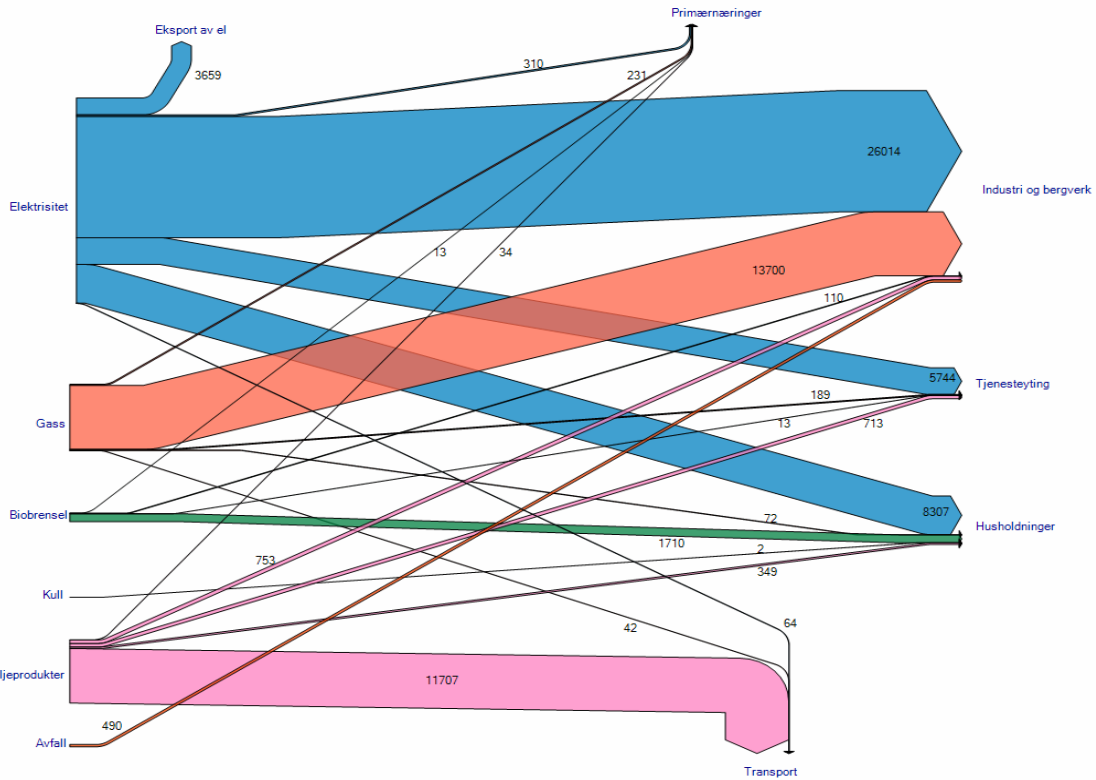 Primærnæringer
Eksport av el
310
3659
231
26014
Industri og bergverk
Elektrisitet
13
34
13700
110
5744
Tjenesteyting
189
Gass
13
713
8307
Biobrensel
72
Husholdninger
1710
2
753
349
Kull
64
42
ljeprodukter
11707
490
Avfall
Transport